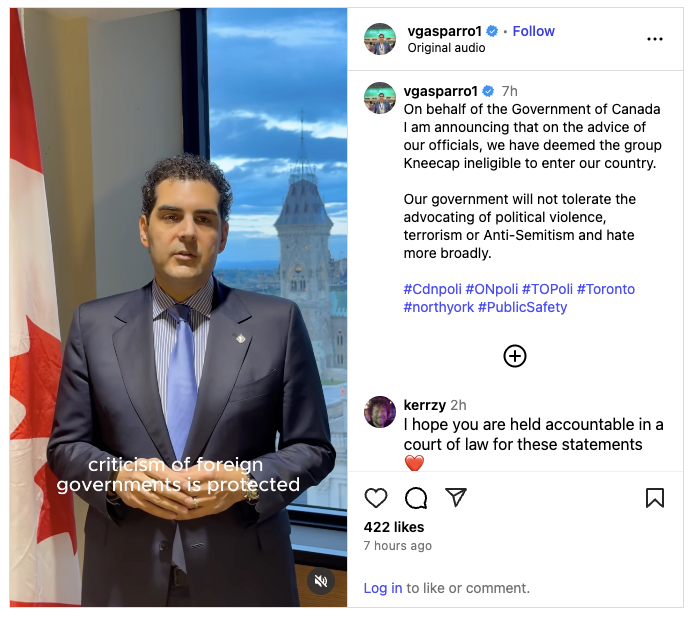 criticism of foreign
governments is protected
vgasparro1 • Follow
Original audio
vgasparro1 7h
On behalf of the Government of Canada
I am announcing that on the advice of
our officials, we have deemed the group
Kneecap ineligible to enter our country.
Our government will not tolerate the
advocating of political violence,
terrorism or Anti-Semitism and hate
more broadly.
#Cdnpoli #ONpoli #TOPoli #Toronto
#northyork #PublicSafety
kerrzy 2h
I hope you are held accountable in a
court of law for these statements
❤️
422 likes
7 hours ago
Log in to like or comment.